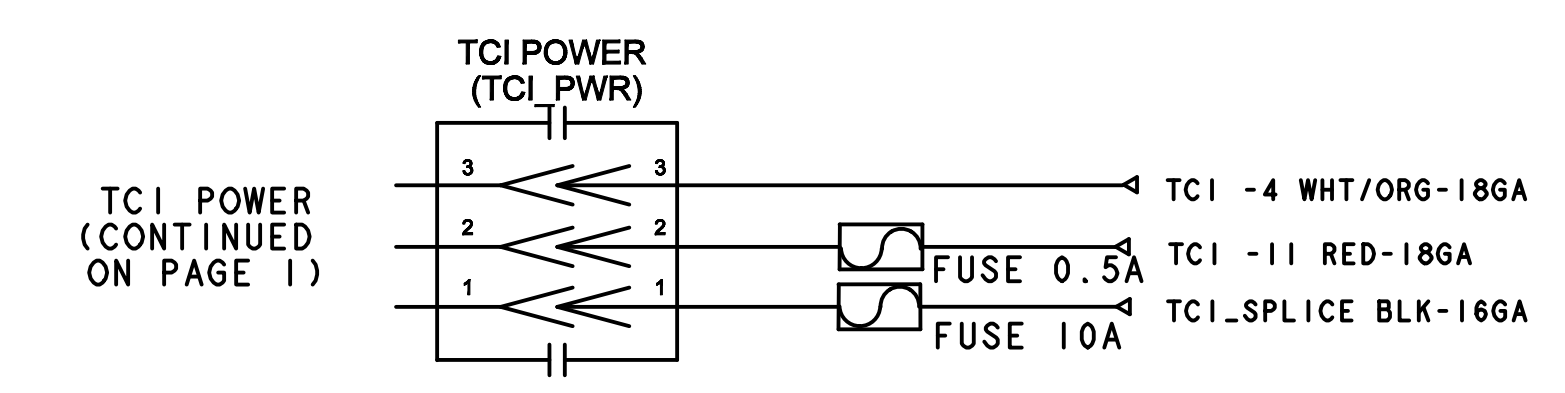 TCI POWER
(TCI_PWR)
TCI POWER
(CONTINUED
ON PAGE 1)
3 3
TCI -4 WHT/ORG-18GA
2 2
TCI -11 RED-18GA
FUSE 0.5A
1 1
TCI_SPLICE BLK-16GA
FUSE 10A